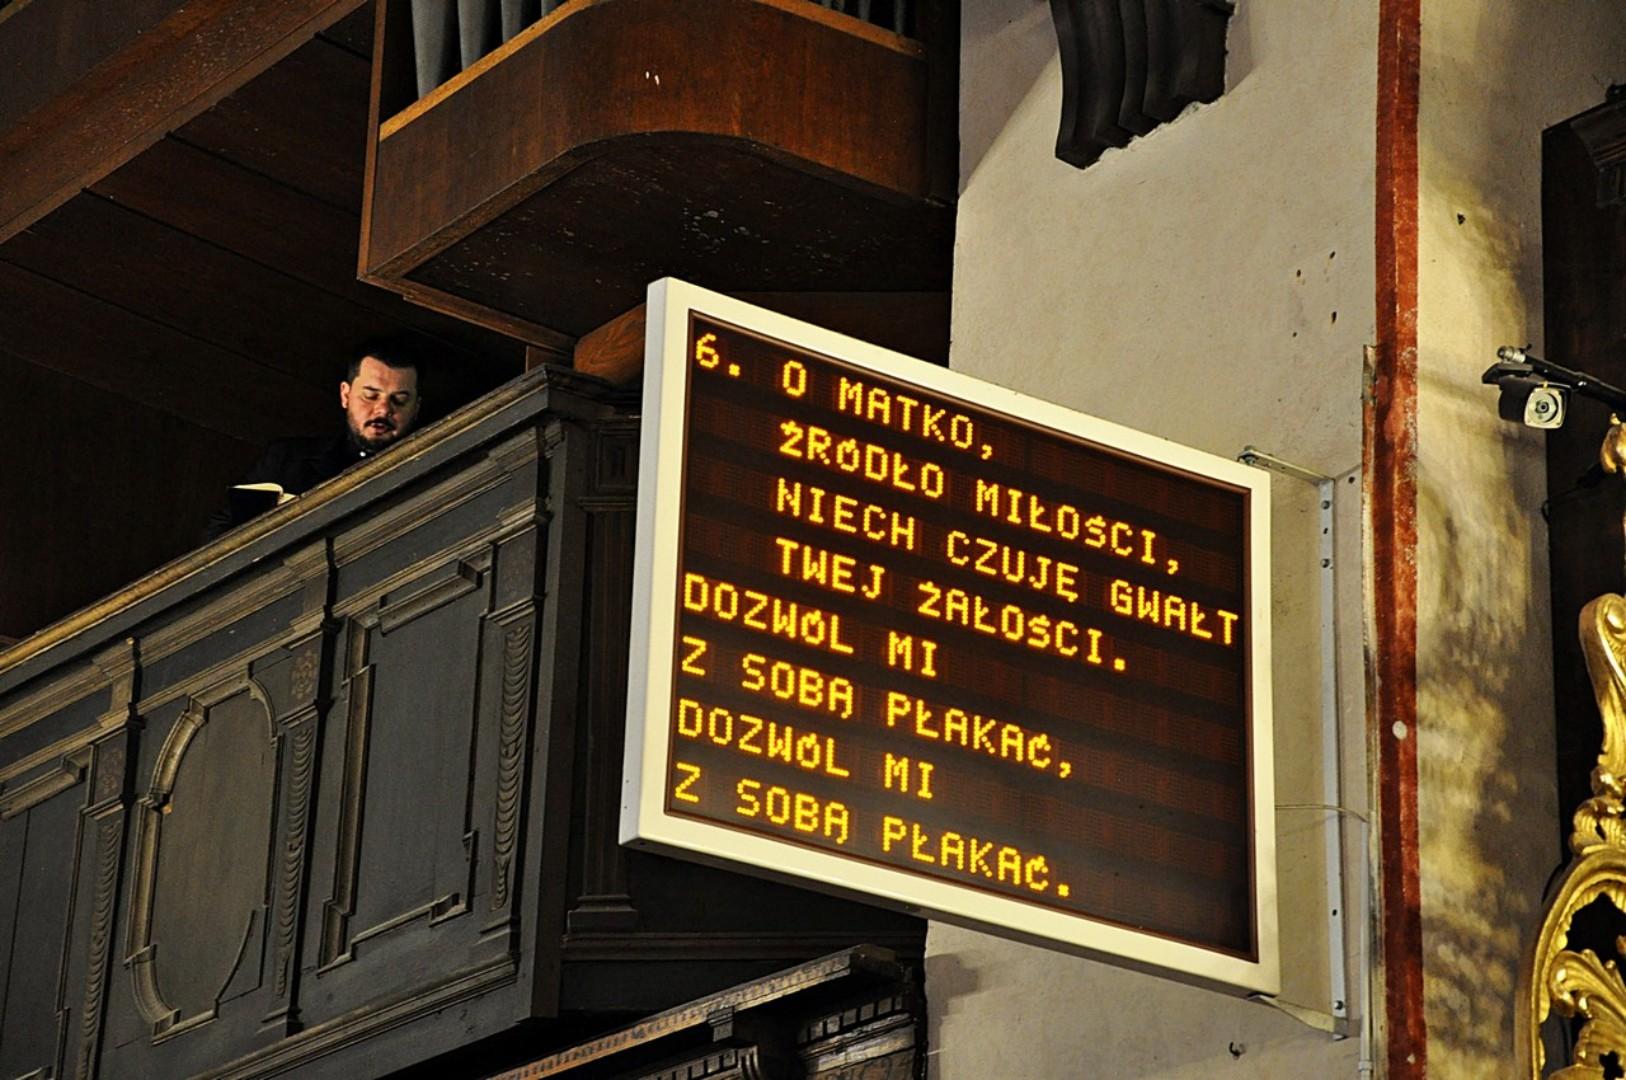 6. O MATKO,
ŹRÓDŁO MIŁOŚCI,
NIECH CZUJĘ GWAŁT
TWEJ ŻAŁOŚCI.
DOZWÓL MI
Z SOBĄ PŁAKAĆ,
DOZWÓL MI
Z SOBĄ PŁAKAĆ.